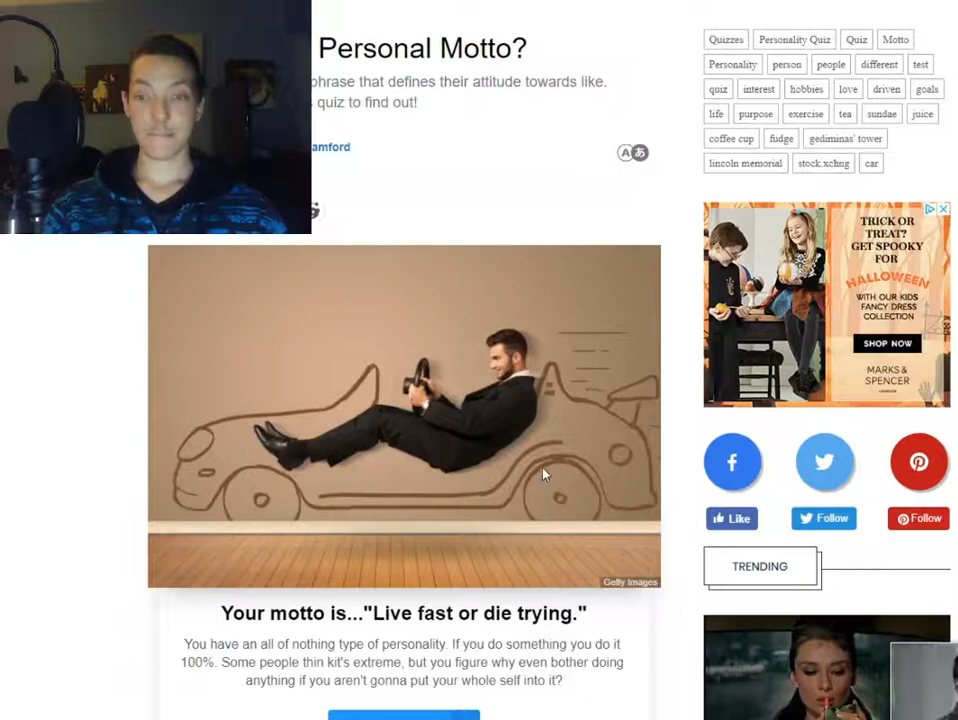 Personal Motto?
phrase that defines their attitude towards like.
quiz to find out!
amford
Aあ
G
Quizzes Personality Quiz Quiz Motto
Personality person people different test
quiz interest hobbies love driven goals
life purpose exercise tea sundae juice
coffee cup fudge gediminas' tower
lincoln memorial stock.xchng car
TRICK OR
TREAT?
GET SPOOKY
FOR
HALLOWEEN
WITH OUR KIDS
FANCY DRESS
COLLECTION
SHOP NOW
MARKS &
SPENCER
LONDON
Like Follow Follow
TRENDING
Getty Images
Your motto is..."Live fast or die trying."
You have an all of nothing type of personality. If you do something you do it
100%. Some people thin kit's extreme, but you figure why even bother doing
anything if you aren't gonna put your whole self into it?